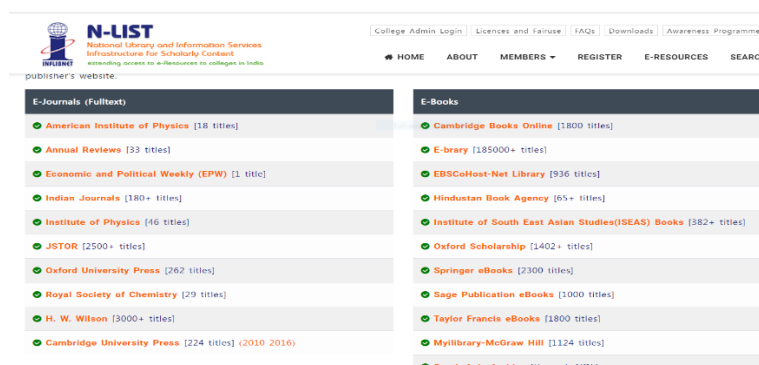 N-LIST
National Library and Information Services
Infrastructure for Scholarly Content
extending access to e-Resources to colleges in India
INFLIBNET
College Admin Login
Licences and Fairuse
FAQs
Downloads
Awareness Programme
HOME
ABOUT
MEMBERS
REGISTER
E-RESOURCES
SEARC
publisher's website.
E-Journals (Fulltext)
American Institute of Physics [18 titles]
Annual Reviews [33 titles]
Economic and Political Weekly (EPW) [1 title]
Indian Journals [180+ titles]
Institute of Physics [46 titles]
JSTOR [2500+ titles]
Oxford University Press [262 titles]
Royal Society of Chemistry [29 titles]
H. W. Wilson [3000+ titles]
Cambridge University Press [224 titles] (2010-2016)
E-Books
Cambridge Books Online [1800 titles]
E-brary [185000+ titles]
EBSCoHost-Net Library [936 titles]
Hindustan Book Agency [65+ titles]
Institute of South East Asian Studies(ISEAS) Books [382+ titles]
Oxford Scholarship [1402+ titles]
Springer eBooks [2300 titles]
Sage Publication eBooks [1000 titles]
Taylor Francis eBooks [1800 titles]
Myilibrary-McGraw Hill [1124 titles]